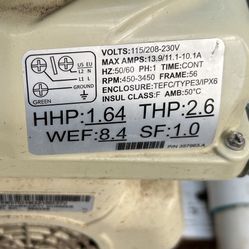 VOLTS:115/208-230V
MAX AMPS:13.9/11.1-10.1A
HZ:50/60 PH:1 TIME:CONT
RPM:450-3450 FRAME:56
ENCLOSURE:TEFC/TYPE3/IPX6
INSUL CLASS:F AMB:50°C
US EU
L2 N
L1 L
GROUND
GREEN
HHP:1.64 THP:2.6
WEF:8.4 SF:1.0
P/N 357963.A